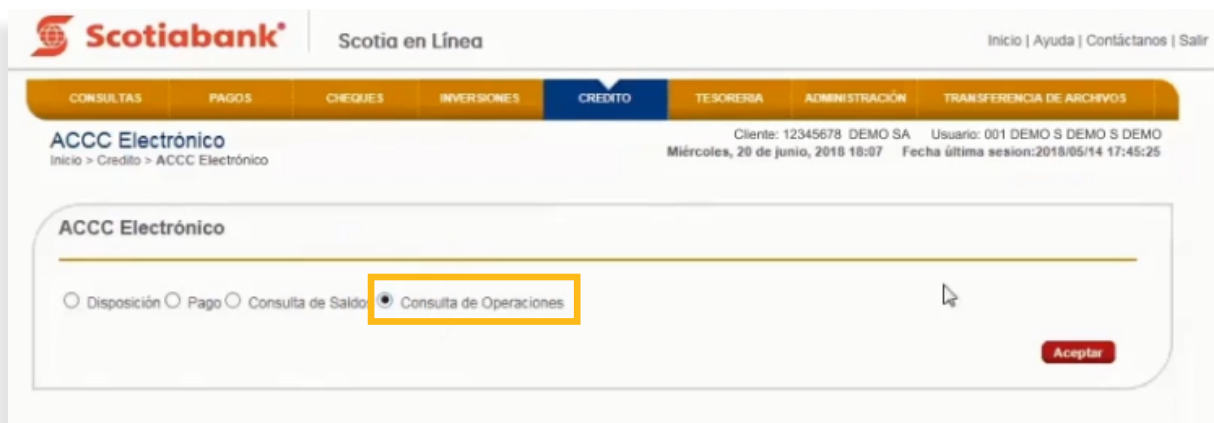 Scotiabank® Scotia en Línea Inicio | Ayuda | Contáctanos | Salir
CONSULTAS PAGOS CHEQUES INVERSIONES CREDITO TESORERIA ADMINISTRACIÓN TRANSFERENCIA DE ARCHIVOS
ACCC Electrónico Cliente: 12345678 DEMO SA Usuario: 001 DEMO S DEMO S DEMO
Inicio > Credito > ACCC Electrónico Miércoles, 20 de junio, 2018 18:07 Fecha última sesion:2018/05/14 17:45:25
ACCC Electrónico
Disposición Pago Consulta de Saldos Consulta de Operaciones
Aceptar